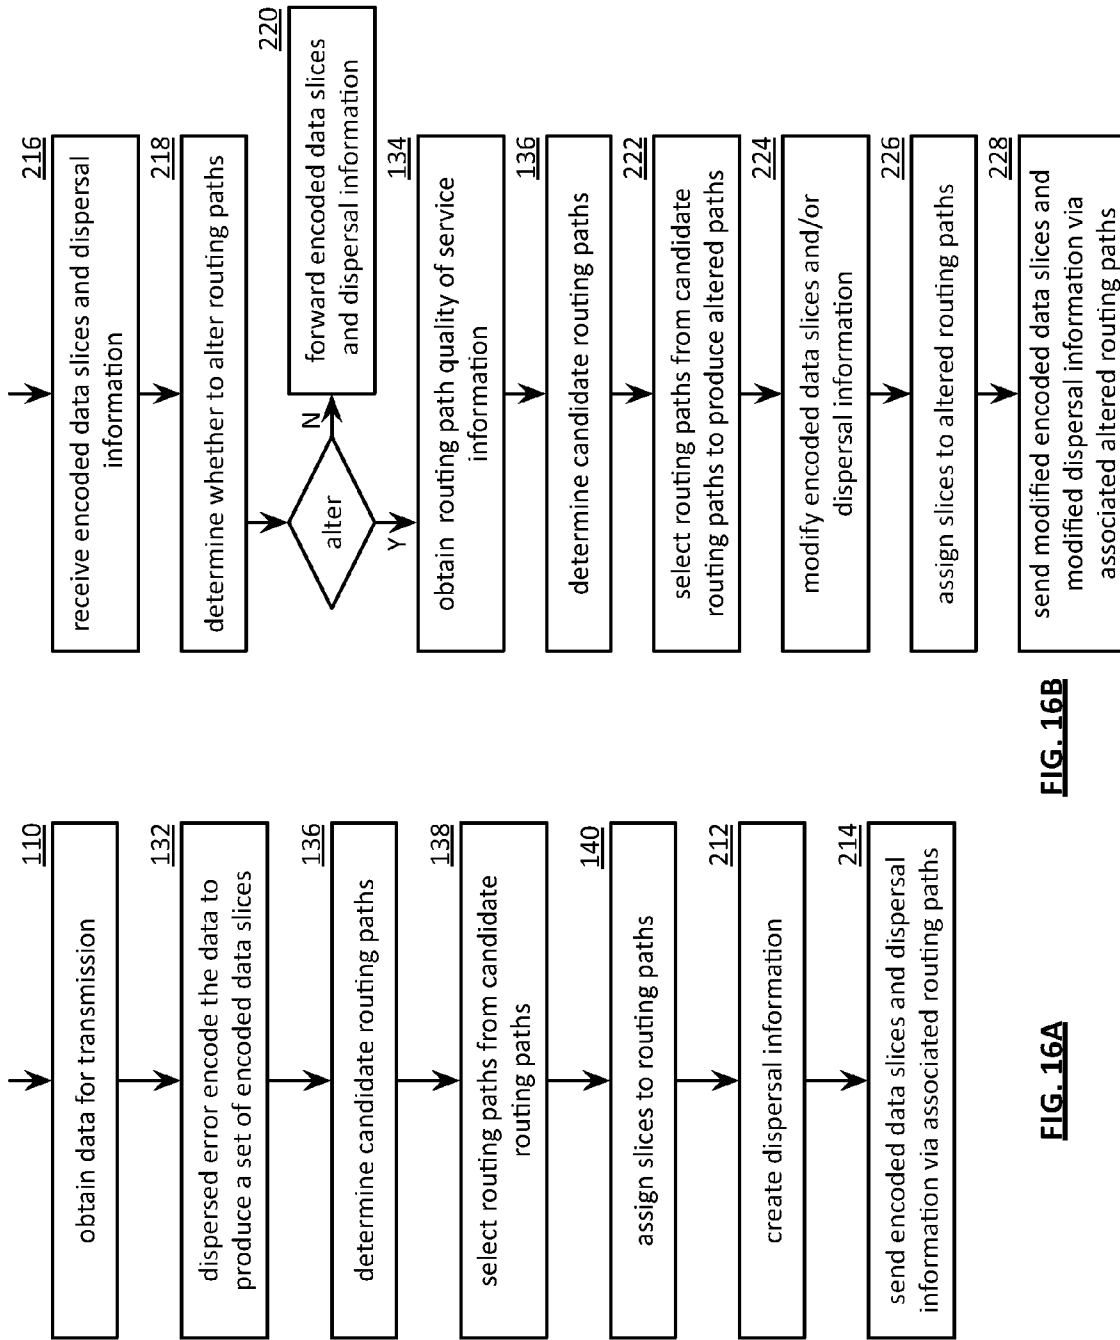 110
obtain data for transmission
132
dispersed error encode the data to
produce a set of encoded data slices
136
determine candidate routing paths
138
select routing paths from candidate
routing paths
140
assign slices to routing paths
212
create dispersal information
214
send encoded data slices and dispersal
information via associated routing paths
FIG. 16A
216
receive encoded data slices and dispersal
information
218
determine whether to alter routing paths
alter
N
Y
220
forward encoded data slices
and dispersal information
134
obtain routing path quality of service
information
136
determine candidate routing paths
222
select routing paths from candidate
routing paths to produce altered paths
224
modify encoded data slices and/or
dispersal information
226
assign slices to altered routing paths
228
send modified encoded data slices and
modified dispersal information via
associated altered routing paths
FIG. 16B